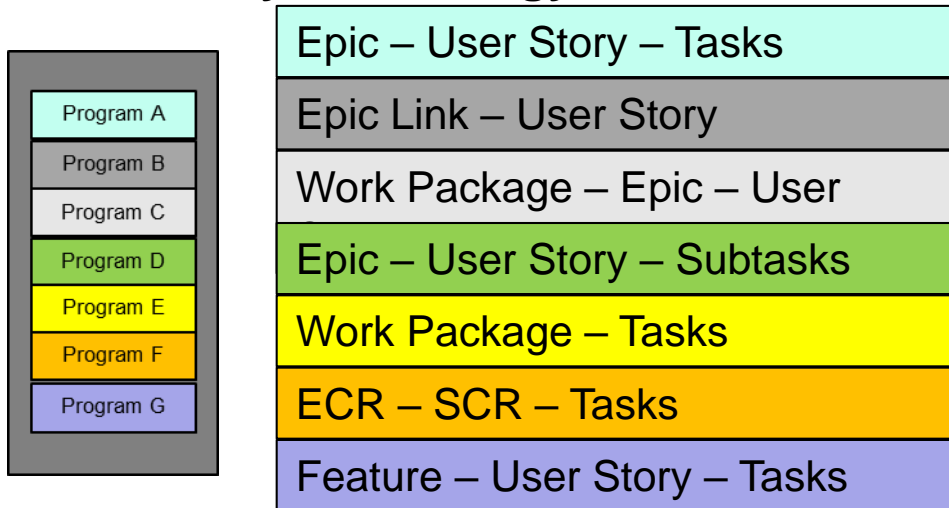 Program A
Program B
Program C
Program D
Program E
Program F
Program G
Epic – User Story – Tasks
Epic Link – User Story
Work Package – Epic – User
Epic – User Story – Subtasks
Work Package – Tasks
ECR – SCR – Tasks
Feature – User Story – Tasks